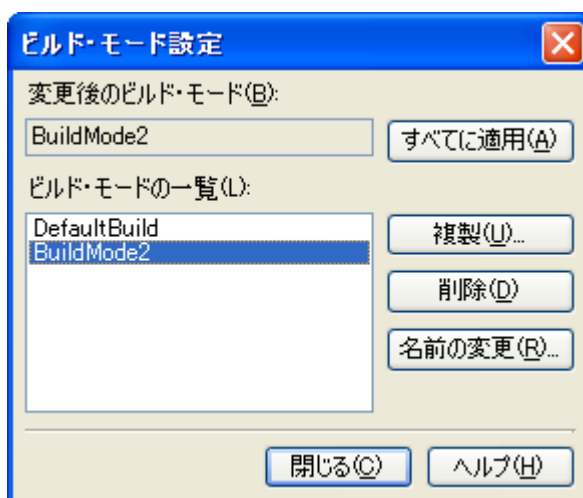 ビルド・モード設定
変更後のビルド・モード(B):
BuildMode2
すべてに適用(A)
ビルド・モードの一覧(L):
DefaultBuild
BuildMode2
複製(U)...
削除(D)
名前の変更(R)...
閉じる(C)
ヘルプ(H)